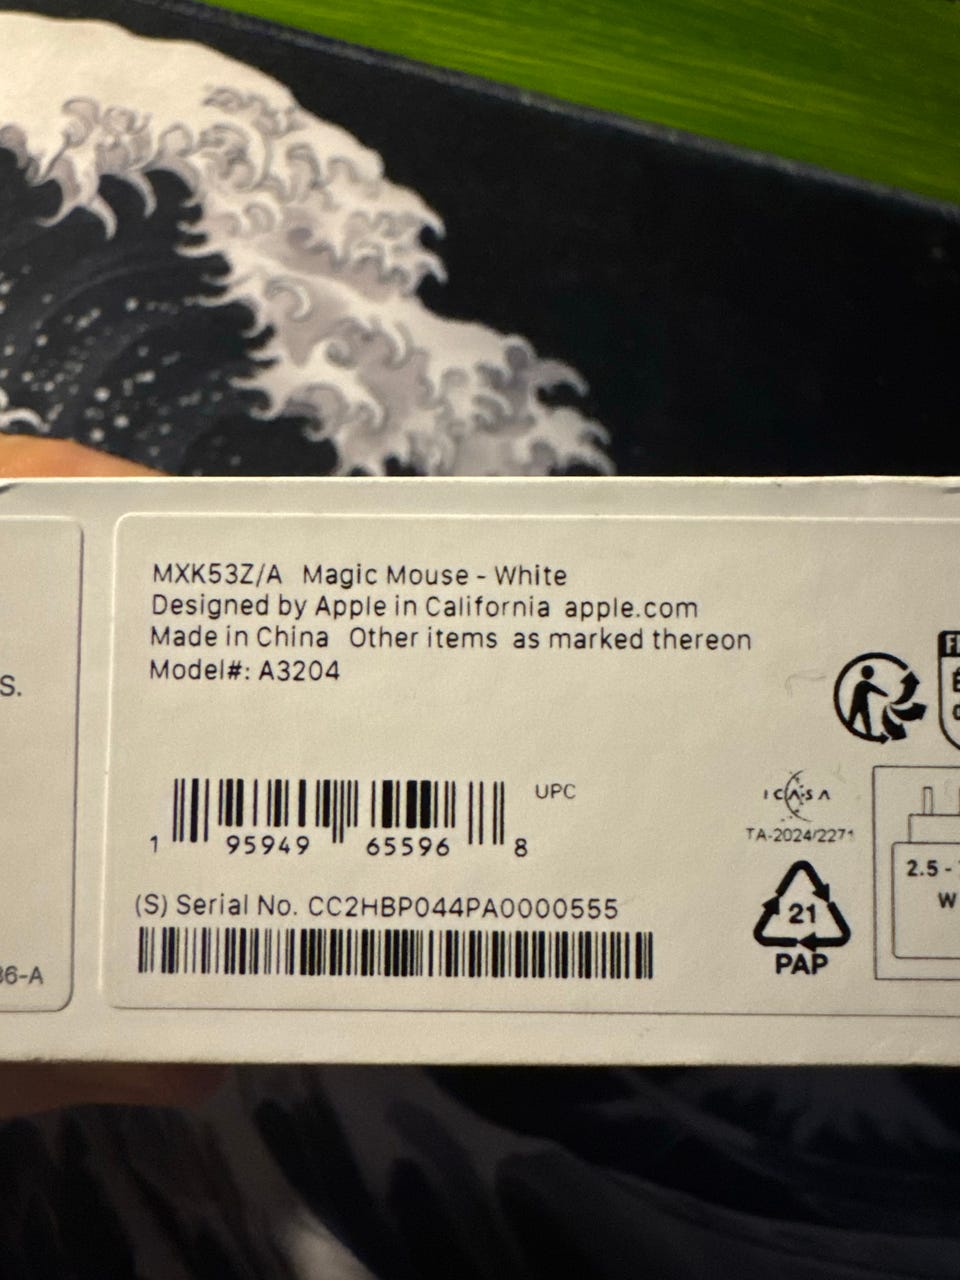 MXK53Z/A Magic Mouse - White
Designed by Apple in California apple.com
Made in China Other items as marked thereon
Model#: A3204
S.
UPC
1 95949 65596 8
(S) Serial No. CC2HBP044PA0000555
ICASA
TA-2024/2271
21
PAP
2.5 -
W
36-A